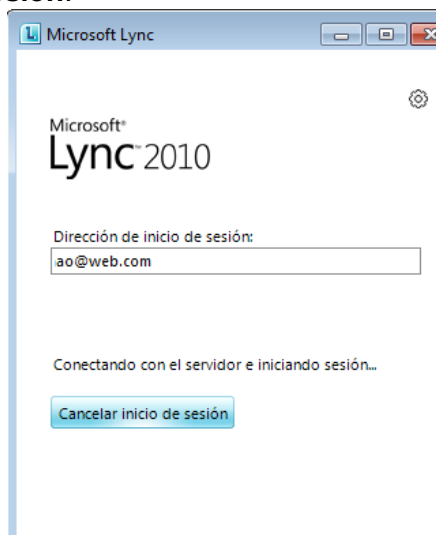 Microsoft Lync
Microsoft®
Lync™ 2010
Dirección de inicio de sesión:
ao@web.com
Conectando con el servidor e iniciando sesión...
Cancelar inicio de sesión